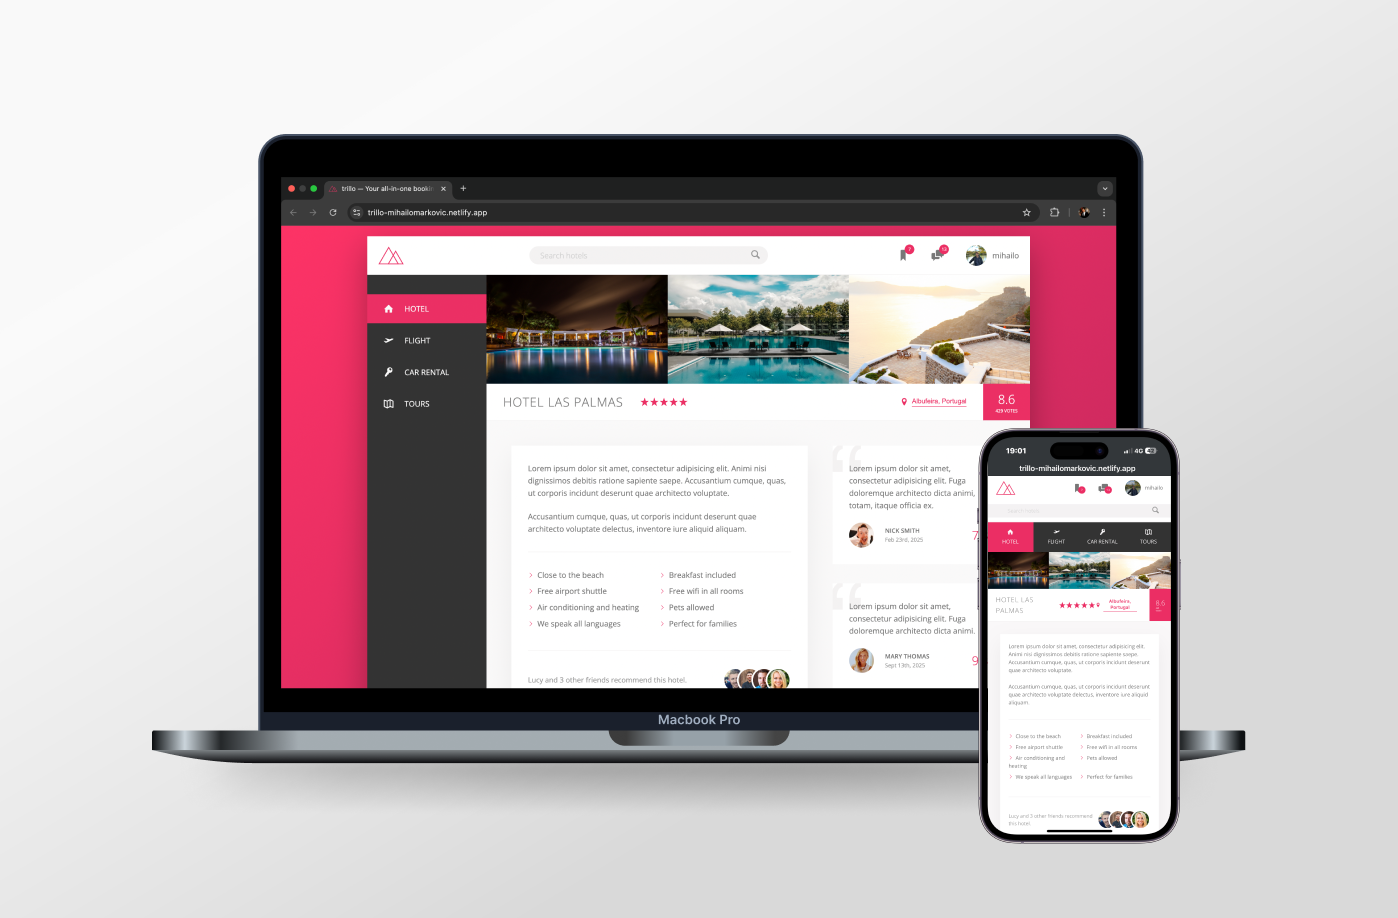 trillo — Your all-in-one bookin
trillo-mihailomarkovic.netlify.app
Search hotels
7
13
mihailo
HOTEL
FLIGHT
CAR RENTAL
TOURS
HOTEL LAS PALMAS
Albufeira, Portugal
8.6
429 VOTES
Lorem ipsum dolor sit amet, consectetur adipisicing elit. Animi nisi
dignissimos debitis ratione sapiente saepe. Accusantium cumque, quas,
ut corporis incidunt deserunt quae architecto voluptate.
Accusantium cumque, quas, ut corporis incidunt deserunt quae
architecto voluptate delectus, inventore iure aliquid aliquam.
Close to the beach
Breakfast included
Free airport shuttle
Free wifi in all rooms
Air conditioning and heating
Pets allowed
We speak all languages
Perfect for families
Lucy and 3 other friends recommend this hotel.
“
Lorem ipsum dolor sit amet,
consectetur adipisicing elit. Fuga
doloremque architecto dicta animi,
totam, itaque officia ex.
NICK SMITH
Feb 23rd, 2025
7
“
Lorem ipsum dolor sit amet,
consectetur adipisicing elit. Fuga
doloremque architecto dicta animi.
MARY THOMAS
Sept 13th, 2025
9
Macbook Pro
19:01
4G
trillo-mihailomarkovic.netlify.app
mihailo
Search hotels
HOTEL
FLIGHT
CAR RENTAL
TOURS
HOTEL LAS
PALMAS
Albufeira,
Portugal
8.6
Lorem ipsum dolor sit amet, consectetur adipisicing elit.
Animi nisi dignissimos debitis ratione sapiente saepe.
Accusantium cumque, quas, ut corporis incidunt deserunt
quae architecto voluptate.
Accusantium cumque, quas, ut corporis incidunt deserunt
quae architecto voluptate delectus, inventore iure aliquid
aliquam.
Close to the beach
Breakfast included
Free airport shuttle
Free wifi in all rooms
Air conditioning and
heating
Pets allowed
We speak all languages
Perfect for families
Lucy and 3 other friends recommend
this hotel.